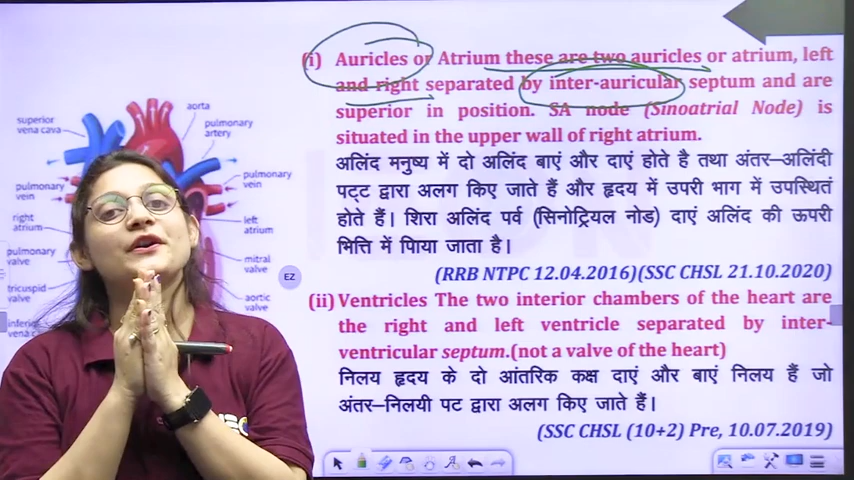 (i) Auricles or Atrium these are two auricles or atrium, left
and right separated by inter-auricular septum and are
superior in position. SA node (Sinoatrial Node) is
situated in the upper wall of right atrium.
अलिंद मनुष्य में दो अलिंद बाएं और दाएं होते है तथा अंतर–अलिंदी
पट्ट द्वारा अलग किए जाते हैं और हृदय में उपरी भाग में उपस्थितं
होते हैं। शिरा अलिंद पर्व (सिनोट्रियल नोड) दाएं अलिंद की ऊपरी
भित्ति में पिाया जाता है।
(RRB NTPC 12.04.2016)(SSC CHSL 21.10.2020)
(ii) Ventricles The two interior chambers of the heart are
the right and left ventricle separated by inter-
ventricular septum.(not a valve of the heart)
निलय हृदय के दो आंतरिक कक्ष दाएं और बाएं निलय हैं जो
अंतर–निलयी पट द्वारा अलग किए जाते हैं।
(SSC CHSL (10+2) Pre, 10.07.2019)
superior
vena cava
aorta
pulmonary
artery
pulmonary
vein
pulmonary
vein
right
atrium
left
atrium
pulmonary
valve
mitral
valve
tricuspid
valve
aortic
valve
EZ